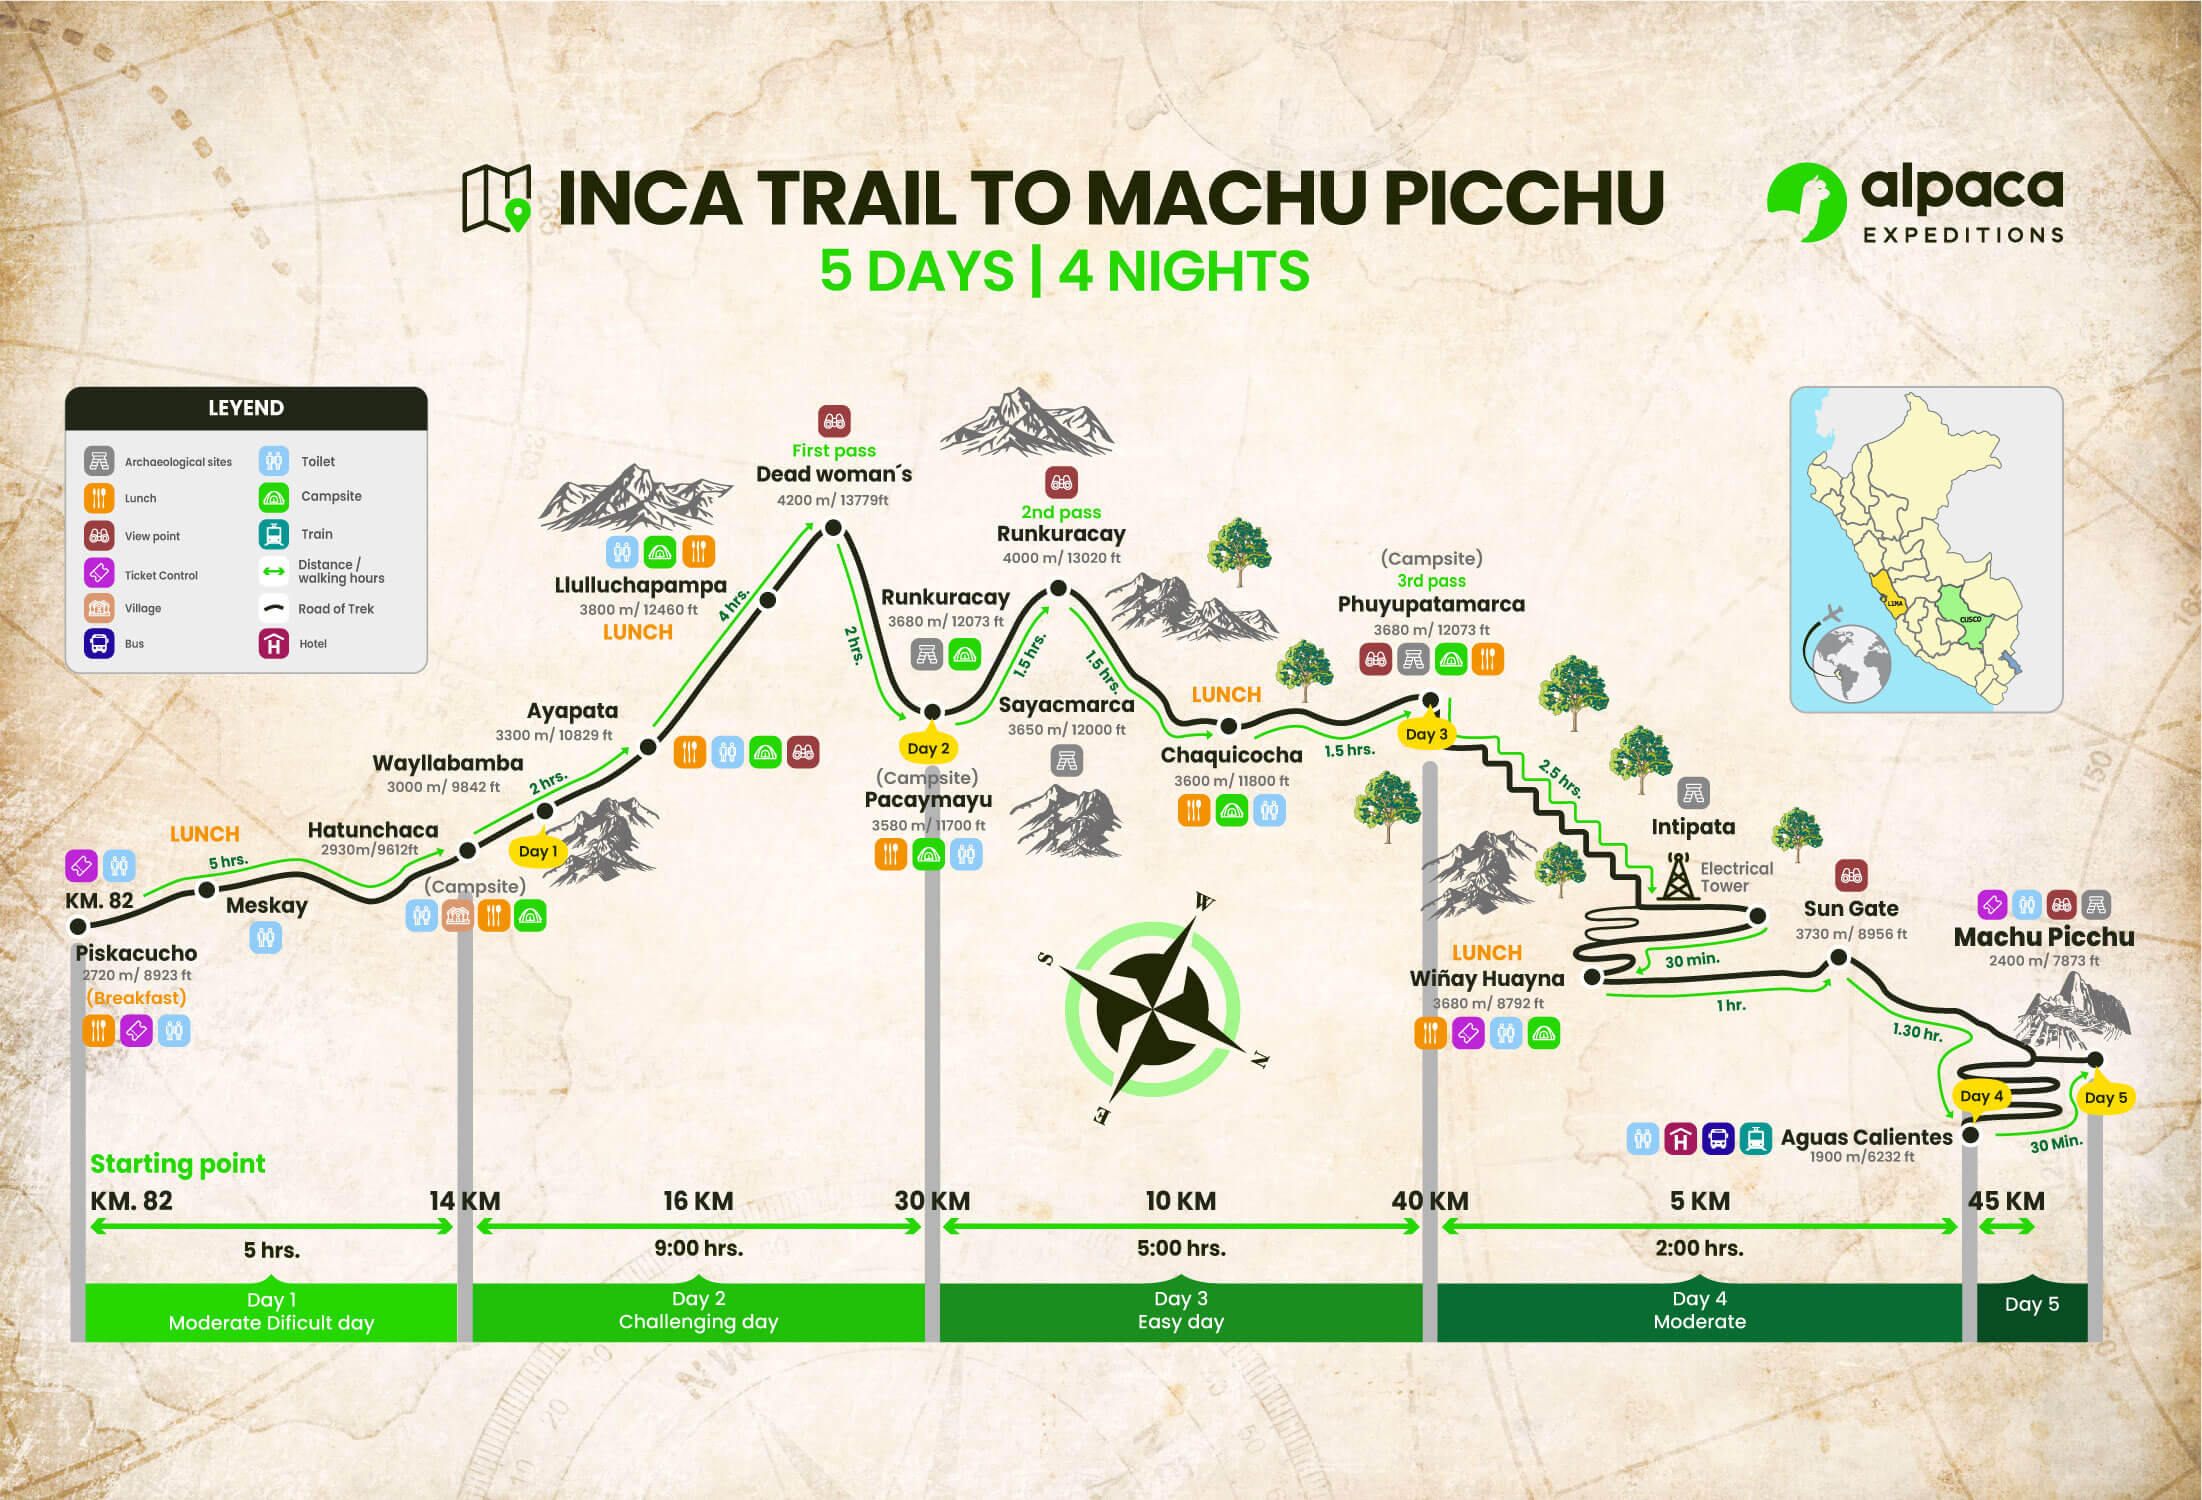 INCA TRAIL TO MACHU PICCHU
5 DAYS | 4 NIGHTS
alpaca
EXPEDITIONS
LEYEND
Archaeological sites
Toilet
Lunch
Campsite
View point
Train
Ticket Control
Distance /
walking hours
Village
Road of Trek
Bus
Hotel
LIMA
CUSCO
KM. 82
Piskacucho
2720 m/ 8923 ft
(Breakfast)
LUNCH
5 hrs.
Meskay
Hatunchaca
2930m/9612ft
(Campsite)
Wayllabamba
3000 m/ 9842 ft
2 hrs.
Day 1
Ayapata
3300 m/ 10829 ft
Llulluchapampa
3800 m/ 12460 ft
LUNCH
4 hrs.
First pass
Dead woman´s
4200 m/ 13779ft
2 hrs.
Runkuracay
3680 m/ 12073 ft
Day 2
(Campsite)
Pacaymayu
3580 m/ 11700 ft
1.5 hrs.
2nd pass
Runkuracay
4000 m/ 13020 ft
1.5 hrs.
Sayacmarca
3650 m/ 12000 ft
LUNCH
Chaquicocha
3600 m/ 11800 ft
1.5 hrs.
(Campsite)
3rd pass
Phuyupatamarca
3680 m/ 12073 ft
Day 3
2.5 hrs.
Intipata
Electrical
Tower
30 min.
LUNCH
Wiñay Huayna
3680 m/ 8792 ft
1 hr.
Sun Gate
3730 m/ 8956 ft
1.30 hr.
Machu Picchu
2400 m/ 7873 ft
Day 4
Day 5
Aguas Calientes
1900 m/6232 ft
30 Min.
W
S
N
E
Starting point
KM. 82
14 KM
16 KM
30 KM
10 KM
40 KM
5 KM
45 KM
5 hrs.
9:00 hrs.
5:00 hrs.
2:00 hrs.
Day 1
Moderate Dificult day
Day 2
Challenging day
Day 3
Easy day
Day 4
Moderate
Day 5